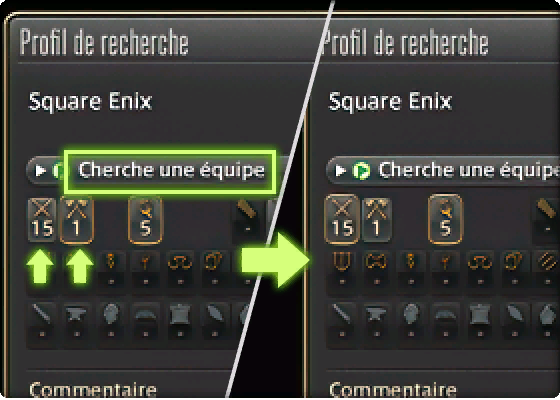 Profil de recherche
Square Enix
Cherche une équipe
15 1 5 -
Commentaire
Profil de recherche
Square Enix
Cherche une équipe
15 1 5 -
Commentaire